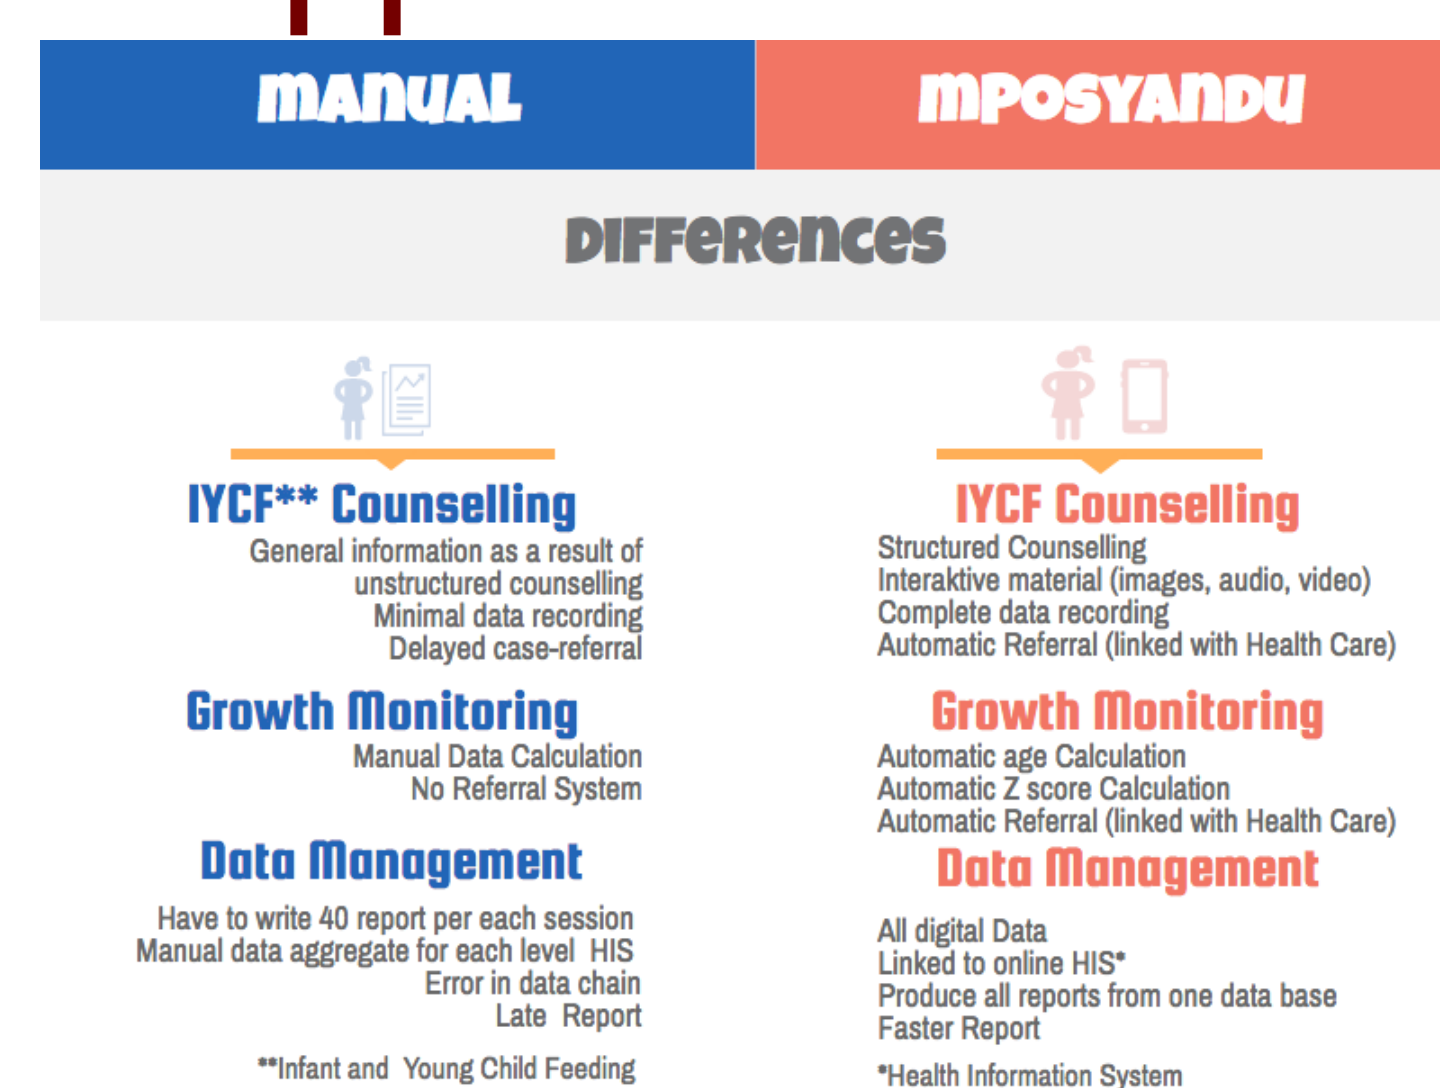 MANUAL
MPOSYANDU
DIFFERENCES
IYCF** Counselling
General information as a result of
unstructured counselling
Minimal data recording
Delayed case-referral
Growth Monitoring
Manual Data Calculation
No Referral System
Data Management
Have to write 40 report per each session
Manual data aggregate for each level HIS
Error in data chain
Late Report
**Infant and Young Child Feeding
IYCF Counselling
Structured Counselling
Interaktive material (images, audio, video)
Complete data recording
Automatic Referral (linked with Health Care)
Growth Monitoring
Automatic age Calculation
Automatic Z score Calculation
Automatic Referral (linked with Health Care)
Data Management
All digital Data
Linked to online HIS*
Produce all reports from one data base
Faster Report
*Health Information System